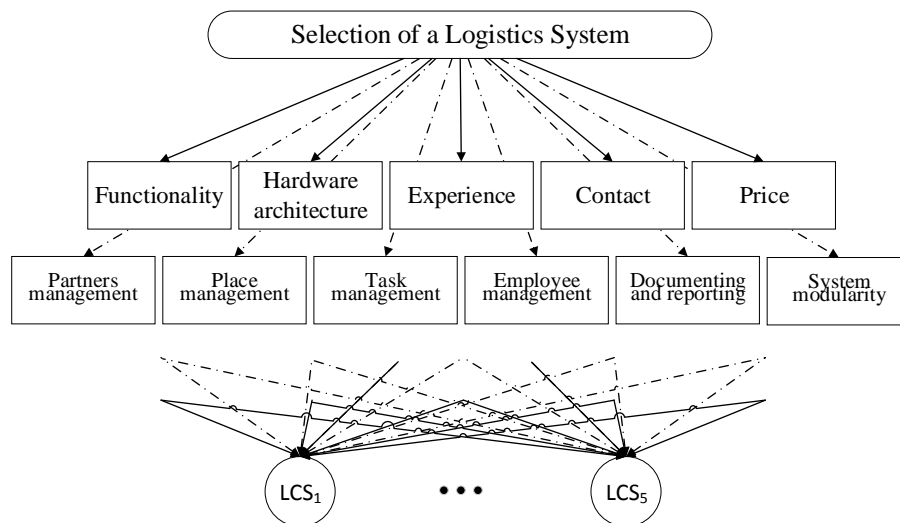 Selection of a Logistics System
Functionality
Hardware
architecture
Experience
Contact
Price
Partners
management
Place
management
Task
management
Employee
management
Documenting
and reporting
System
modularity
LCS1
LCS5